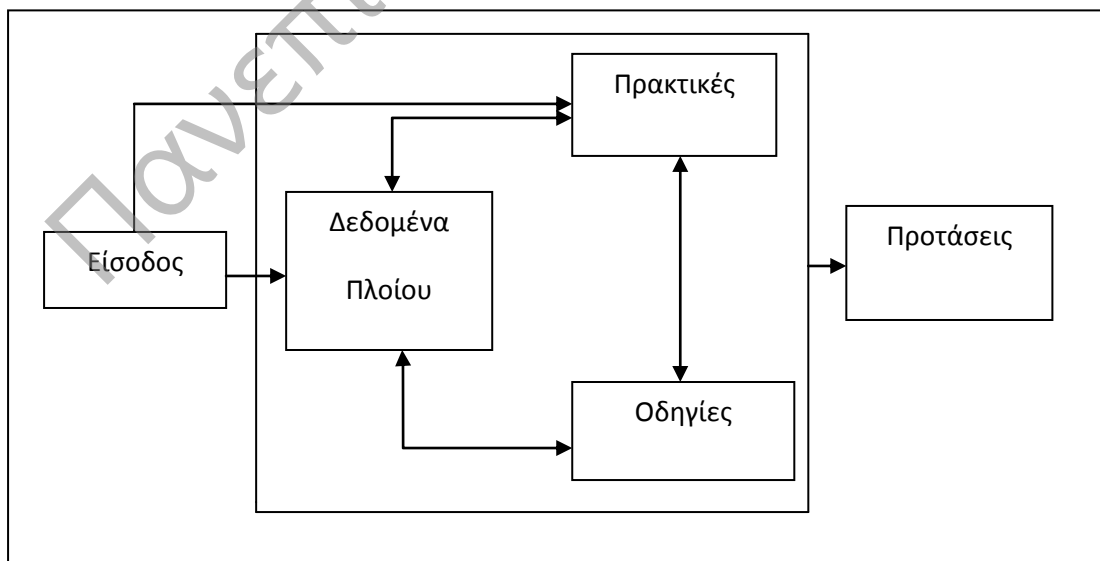 Πρακτικές
Δεδομένα
Πλοίου
Είσοδος
Προτάσεις
Οδηγίες